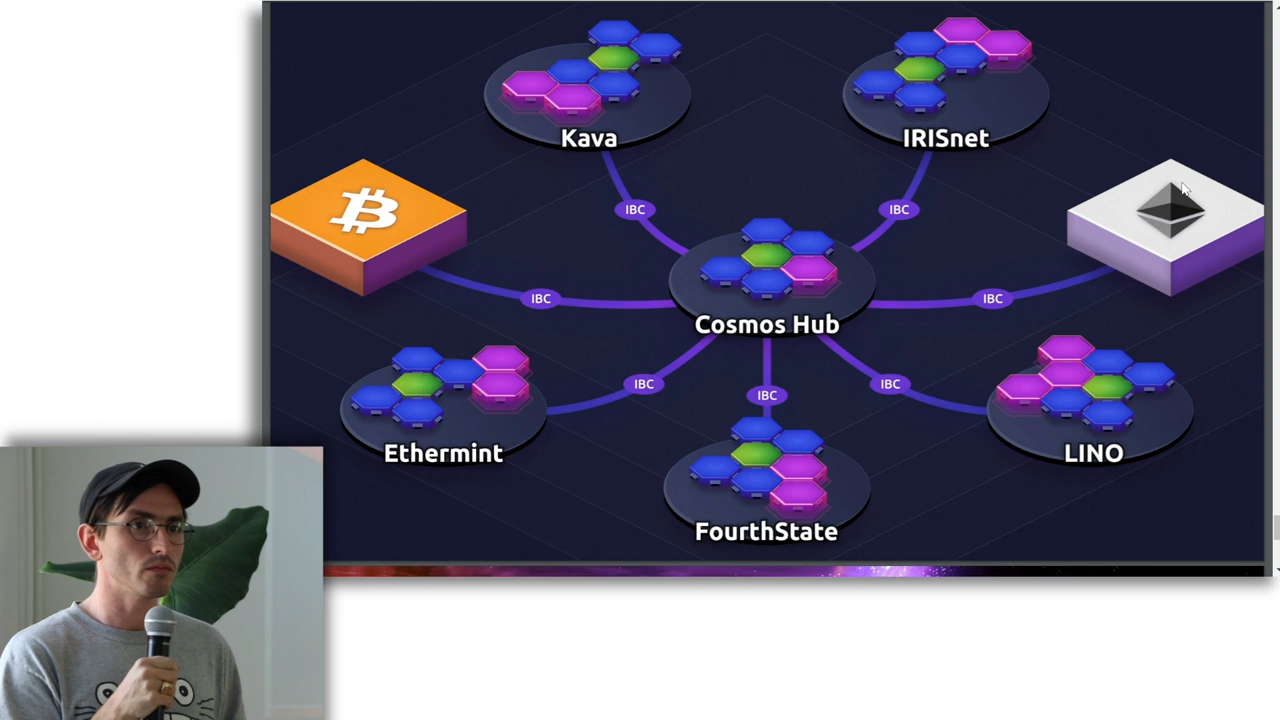 Kava
IRISnet
IBC
IBC
IBC
IBC
Cosmos Hub
IBC
IBC
IBC
Ethermint
LINO
FourthState